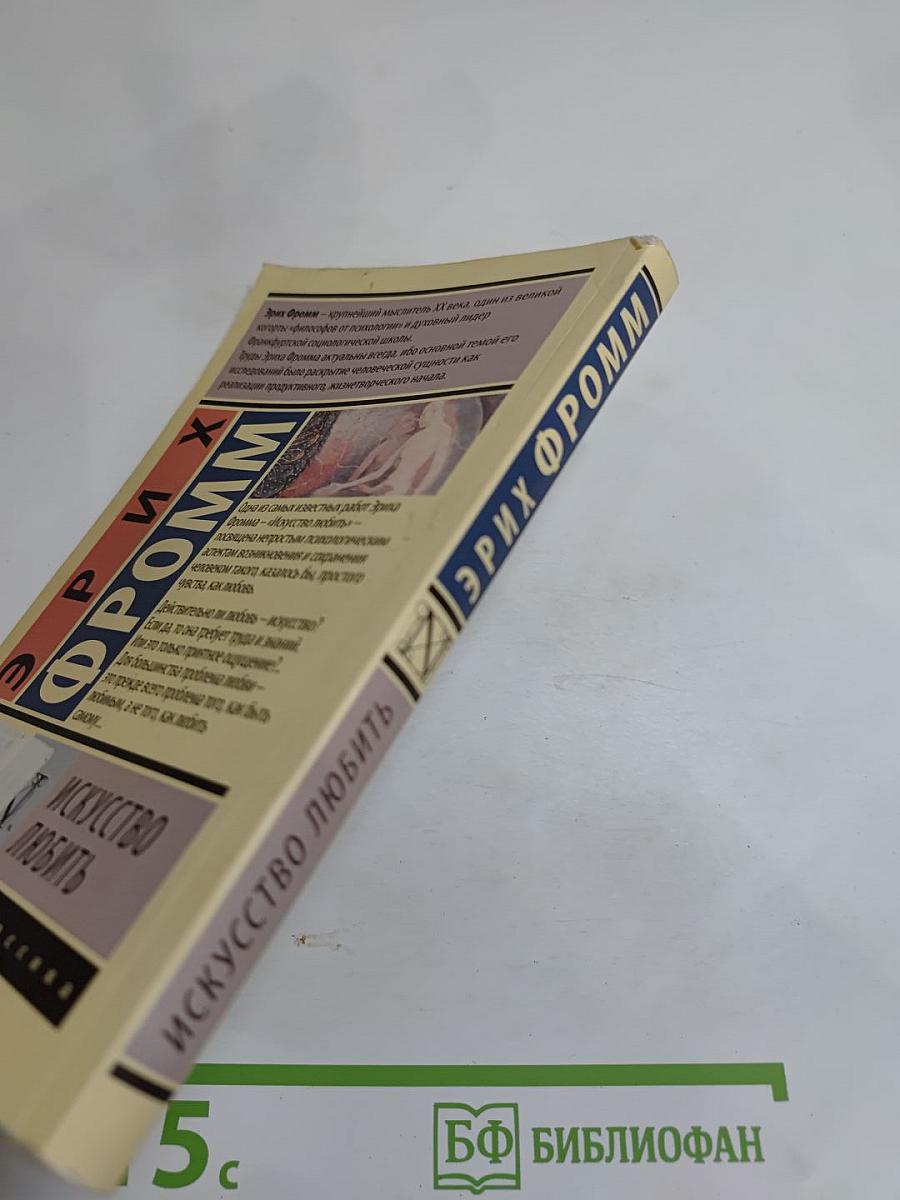 Эрих Фромм – крупнейший мыслитель XX века, один из великой
когорты «философов от психологии» и духовный лидер
Франкфуртской социологической школы.
Труды Эриха Фромма актуальны всегда, ибо основной темой его
исследований было раскрытие человеческой сущности как
реализации продуктивного, жизнетворческого начала.
ЭРИХ
ФРОММ
Одна из самых известных работ Эриха
Фромма – «Искусство любить» –
посвящена непростым психологическим
аспектам возникновения и сохранения
человеком такого, казалось бы, простого
чувства, как любовь.
Действительно ли любовь – искусство?
Если да, то она требует труда и знаний.
Или это только приятное ощущение?..
Для большинства проблема любви –
это прежде всего проблема того, как быть
любимым, а не того, как любить
самому...
ИСКУССТВО
ЛЮБИТЬ
ЭРИХ ФРОММ
ИСКУССТВО ЛЮБИТЬ
5 с
БФ БИБЛИОФАН